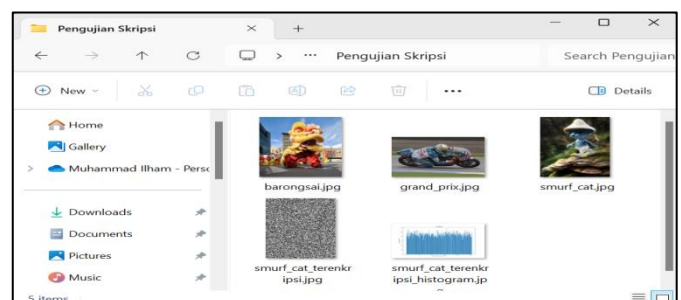 Pengujian Skripsi
Pengujian Skripsi
Search Pengujian
New
Details
Home
Gallery
Muhammad Ilham - Perso
Downloads
Documents
Pictures
Music
5 items
barongsai.jpg
grand_prix.jpg
smurf_cat.jpg
smurf_cat_terenkr
ipsi.jpg
smurf_cat_terenkr
ipsi_histogram.jp